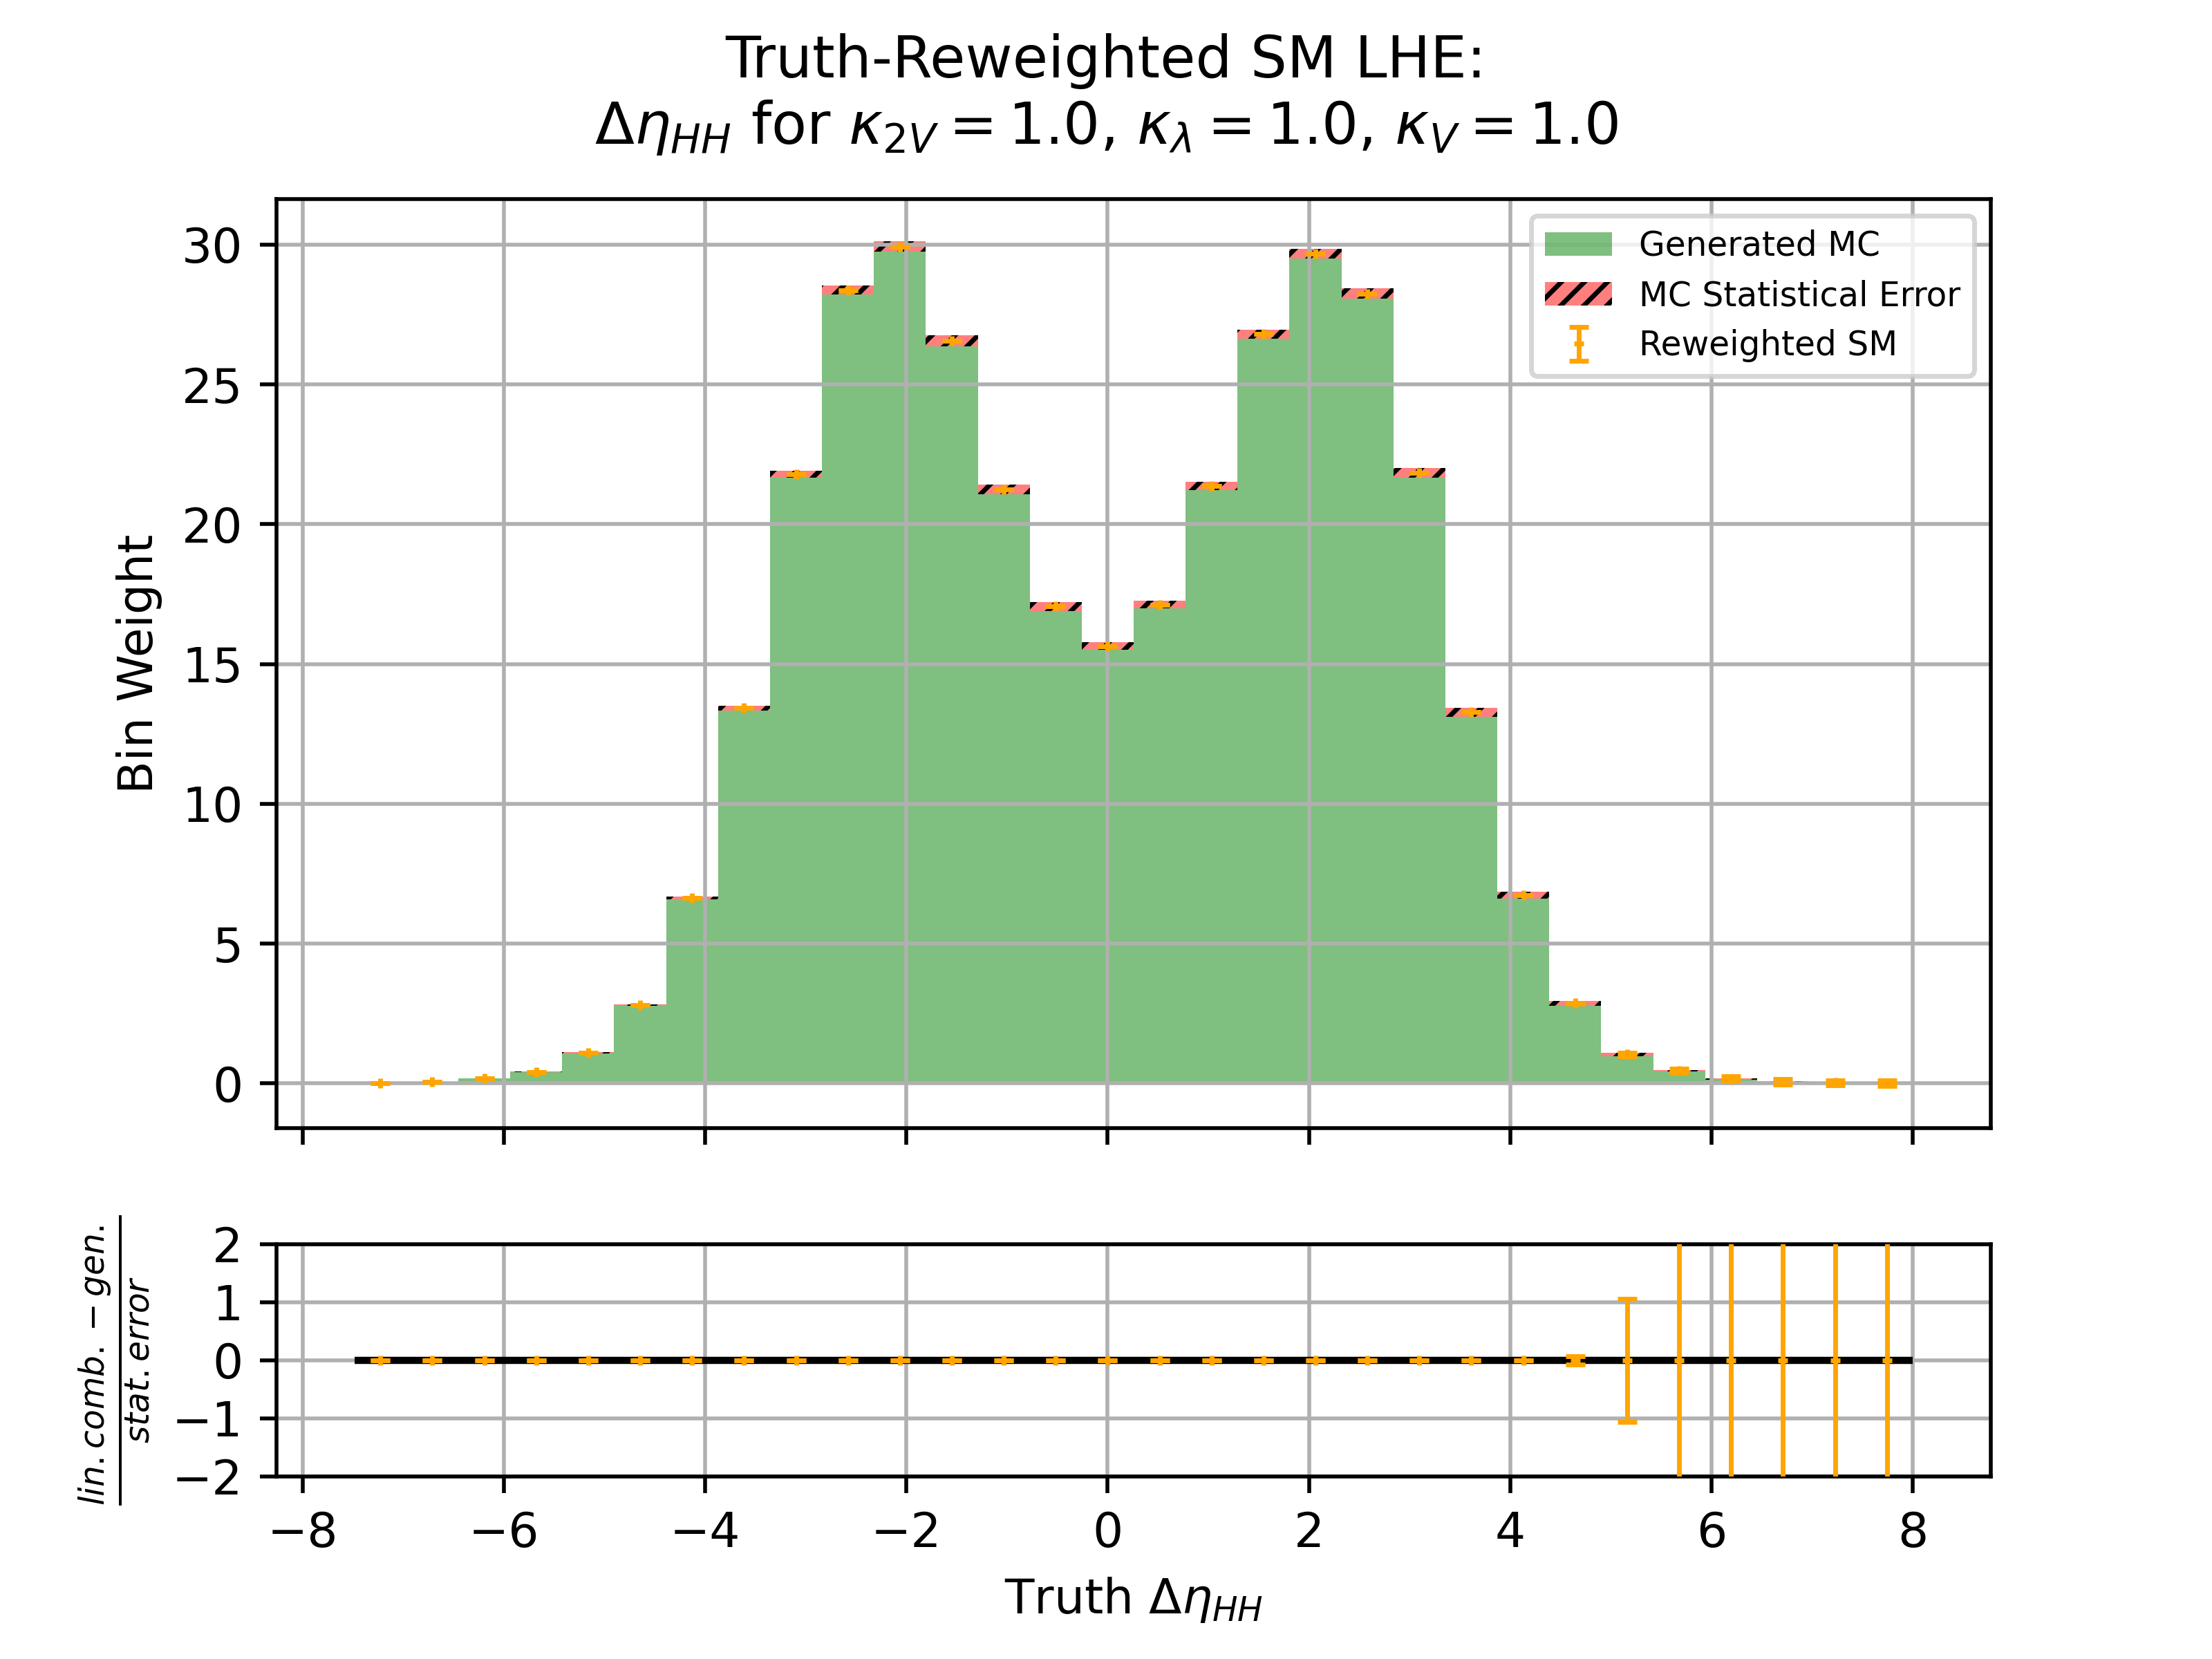 Truth-Reweighted SM LHE:
Δη_HH for κ_2V = 1.0, κ_λ = 1.0, κ_V = 1.0
Generated MC
MC Statistical Error
Reweighted SM
Bin Weight
30
25
20
15
10
5
0
lin. comb. − gen.
stat. error
2
1
0
−1
−2
−8 −6 −4 −2 0 2 4 6 8
Truth Δη_HH